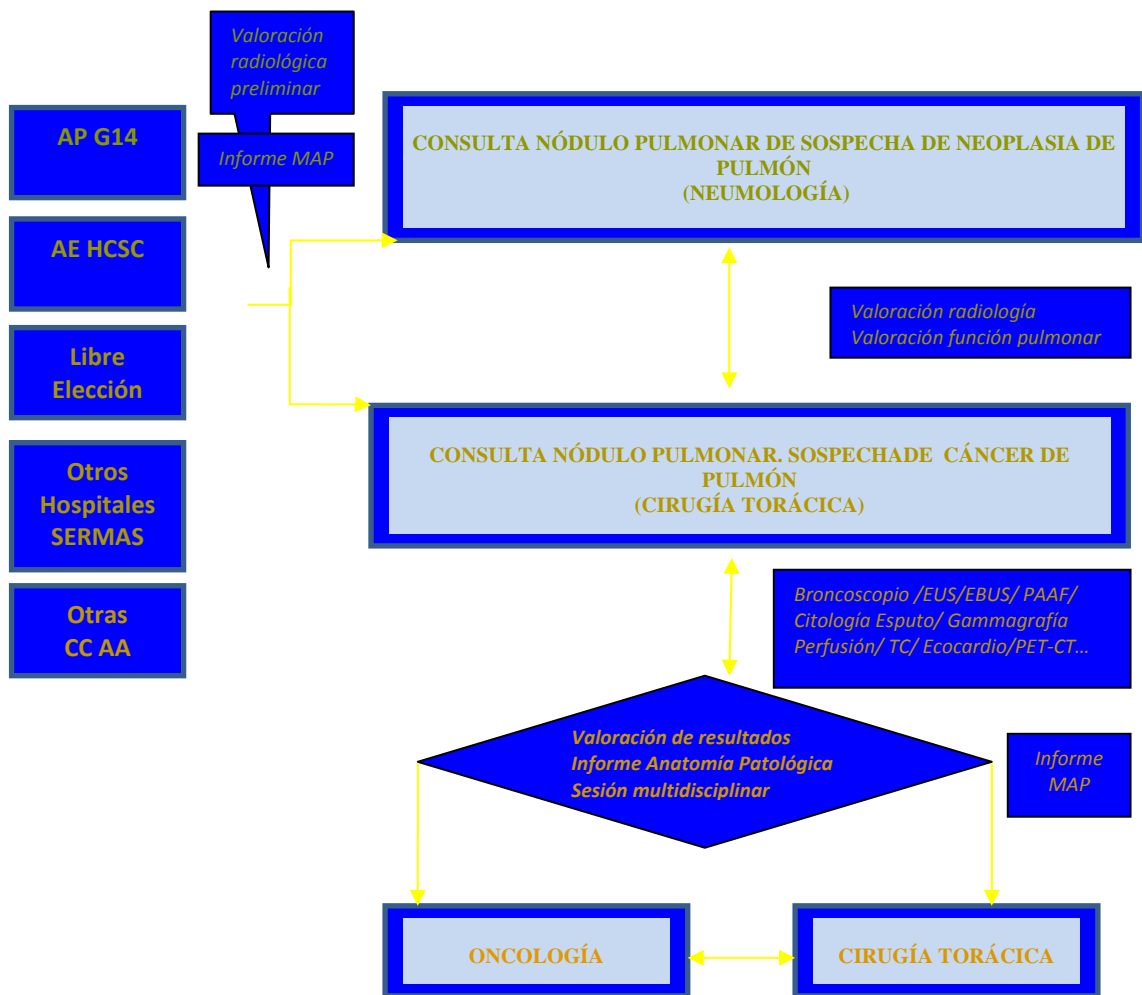 Valoración
radiológica
preliminar
AP G14
Informe MAP
CONSULTA NÓDULO PULMONAR DE SOSPECHA DE NEOPLASIA DE
PULMÓN
(NEUMOLOGÍA)
AE HCSC
Valoración radiología
Valoración función pulmonar
Libre
Elección
CONSULTA NÓDULO PULMONAR. SOSPECHADE CÁNCER DE
PULMÓN
(CIRUGÍA TORÁCICA)
Otros
Hospitales
SERMAS
Otras
CC AA
Broncoscopio /EUS/EBUS/ PAAF/
Citología Esputo/ Gammagrafía
Perfusión/ TC/ Ecocardio/PET-CT...
Valoración de resultados
Informe Anatomía Patológica
Sesión multidisciplinar
Informe
MAP
ONCOLOGÍA
CIRUGÍA TORÁCICA